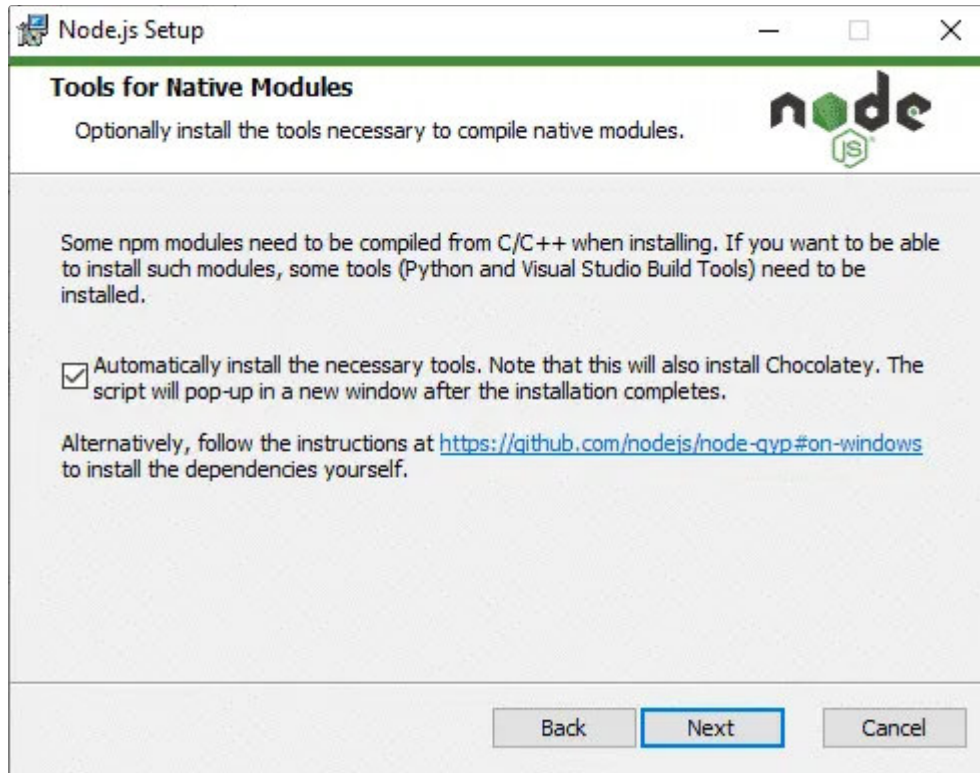 Node.js Setup
Tools for Native Modules
Optionally install the tools necessary to compile native modules.
node
JS
Some npm modules need to be compiled from C/C++ when installing. If you want to be able
to install such modules, some tools (Python and Visual Studio Build Tools) need to be
installed.
Automatically install the necessary tools. Note that this will also install Chocolatey. The
script will pop-up in a new window after the installation completes.
Alternatively, follow the instructions at https://github.com/nodejs/node-gyp#on-windows
to install the dependencies yourself.
Back Next Cancel